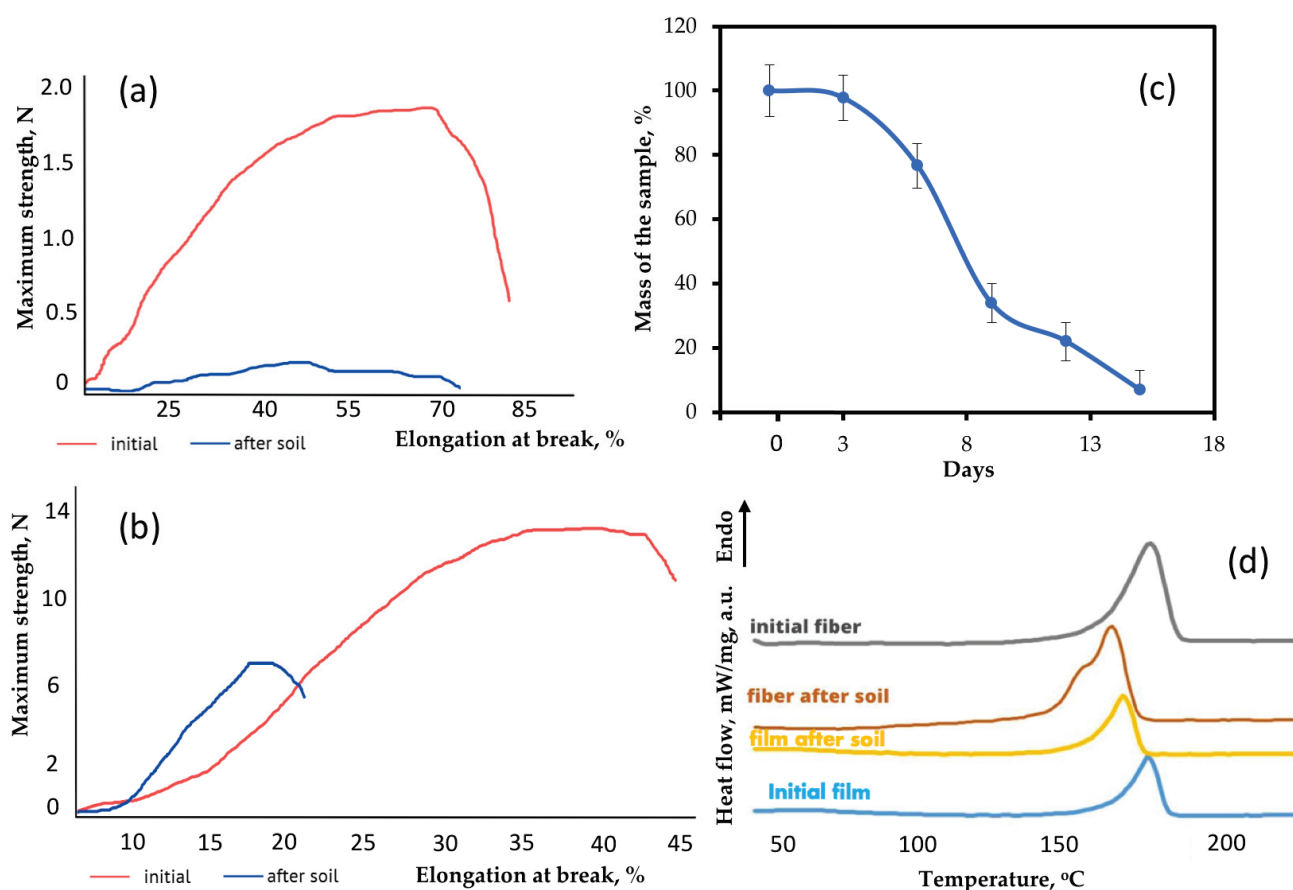 (a)
Maximum strength, N
2.0
1.5
1.0
0.5
0
25 40 55 70 85
Elongation at break, %
initial after soil
(c)
Mass of the sample, %
120
100
80
60
40
20
0
0 3 8 13 18
Days
(b)
Maximum strength, N
14
10
6
2
0
10 15 20 30 35 40 45
Elongation at break, %
initial after soil
(d)
Endo
Heat flow, mW/mg, a.u.
initial fiber
fiber after soil
film after soil
Initial film
50 100 150 200
Temperature, °C